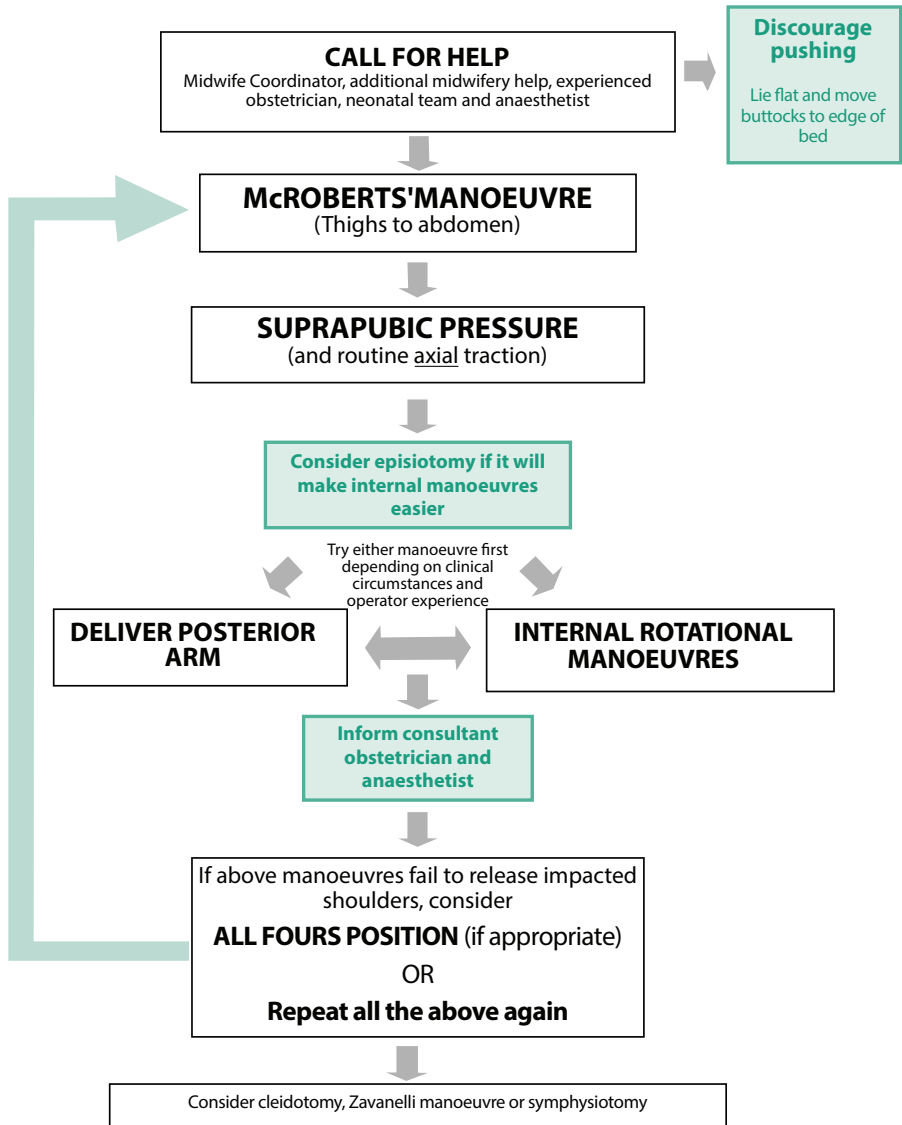 CALL FOR HELP
Midwife Coordinator, additional midwifery help, experienced
obstetrician, neonatal team and anaesthetist
Discourage
pushing
Lie flat and move
buttocks to edge of
bed
McROBERTS'MANOEUVRE
(Thighs to abdomen)
SUPRAPUBIC PRESSURE
(and routine axial traction)
Consider episiotomy if it will
make internal manoeuvres
easier
Try either manoeuvre first
depending on clinical
circumstances and
operator experience
DELIVER POSTERIOR
ARM
INTERNAL ROTATIONAL
MANOEUVRES
Inform consultant
obstetrician and
anaesthetist
If above manoeuvres fail to release impacted
shoulders, consider
ALL FOURS POSITION (if appropriate)
OR
Repeat all the above again
Consider cleidotomy, Zavanelli manoeuvre or symphysiotomy